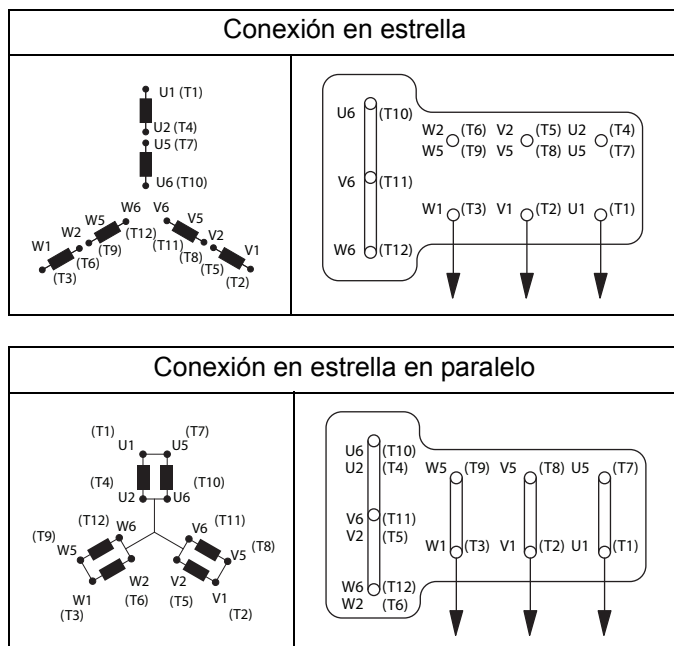 Conexión en estrella
U1 (T1)
U2 (T4)
U5 (T7)
U6 (T10)
W6 V6
W5 (T12) (T11) V5
W2 (T9) (T8) V2
W1 (T6) (T5) V1
(T3) (T2)
U6 (T10)
V6 (T11)
W6 (T12)
W2 (T6) V2 (T5) U2 (T4)
W5 (T9) V5 (T8) U5 (T7)
W1 (T3) V1 (T2) U1 (T1)
Conexión en estrella en paralelo
(T1) (T7)
U1 U5
(T4) (T10)
U2 U6
(T12) W6 V6 (T11)
(T9) W5 V5 (T8)
W2 V2
W1 (T6) (T5) V1
(T3) (T2)
U6 (T10)
U2 (T4)
V6 (T11)
V2 (T5)
W6 (T12)
W2 (T6)
W5 (T9) V5 (T8) U5 (T7)
W1 (T3) V1 (T2) U1 (T1)